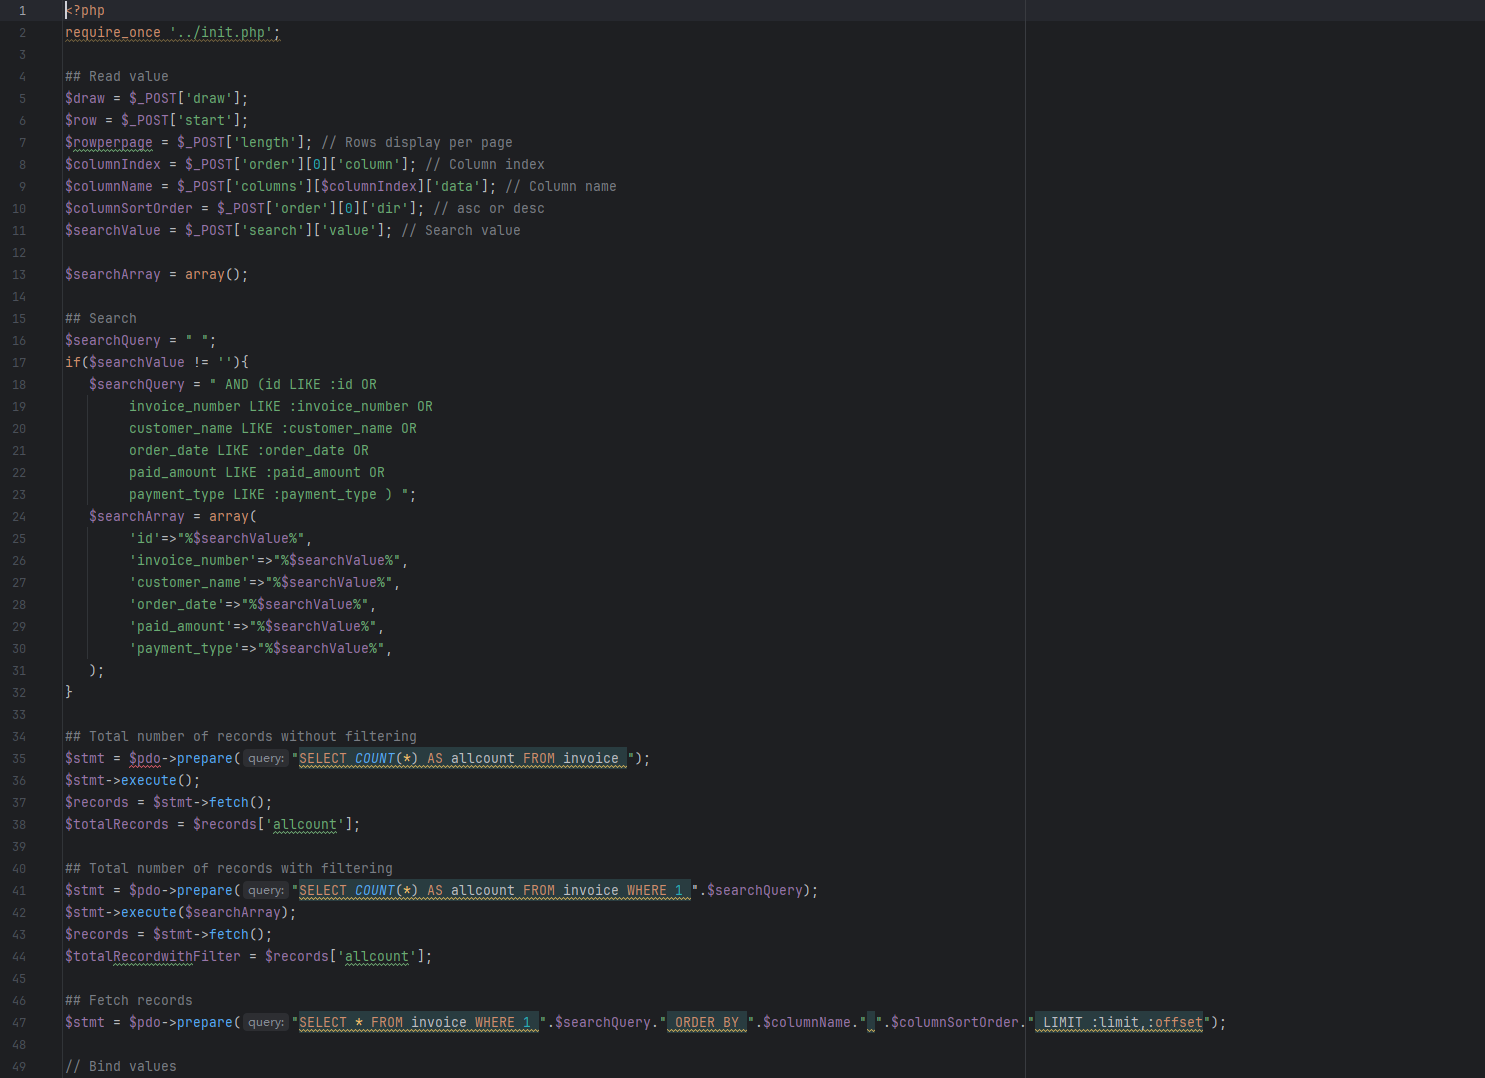 1 <?php
2 require_once '../init.php';
3
4 ## Read value
5 $draw = $_POST['draw'];
6 $row = $_POST['start'];
7 $rowperpage = $_POST['length']; // Rows display per page
8 $columnIndex = $_POST['order'][0]['column']; // Column index
9 $columnName = $_POST['columns'][$columnIndex]['data']; // Column name
10 $columnSortOrder = $_POST['order'][0]['dir']; // asc or desc
11 $searchValue = $_POST['search']['value']; // Search value
12
13 $searchArray = array();
14
15 ## Search
16 $searchQuery = " ";
17 if($searchValue != ''){
18    $searchQuery = " AND (id LIKE :id OR
19         invoice_number LIKE :invoice_number OR
20         customer_name LIKE :customer_name OR
21         order_date LIKE :order_date OR
22         paid_amount LIKE :paid_amount OR
23         payment_type LIKE :payment_type ) ";
24    $searchArray = array(
25         'id'=>"%$searchValue%",
26         'invoice_number'=>"%$searchValue%",
27         'customer_name'=>"%$searchValue%",
28         'order_date'=>"%$searchValue%",
29         'paid_amount'=>"%$searchValue%",
30         'payment_type'=>"%$searchValue%",
31    );
32 }
33
34 ## Total number of records without filtering
35 $stmt = $pdo->prepare( query: "SELECT COUNT(*) AS allcount FROM invoice ");
36 $stmt->execute();
37 $records = $stmt->fetch();
38 $totalRecords = $records['allcount'];
39
40 ## Total number of records with filtering
41 $stmt = $pdo->prepare( query: "SELECT COUNT(*) AS allcount FROM invoice WHERE 1 ".$searchQuery);
42 $stmt->execute($searchArray);
43 $records = $stmt->fetch();
44 $totalRecordwithFilter = $records['allcount'];
45
46 ## Fetch records
47 $stmt = $pdo->prepare( query: "SELECT * FROM invoice WHERE 1 ".$searchQuery." ORDER BY ".$columnName." ".$columnSortOrder." LIMIT :limit,:offset");
48
49 // Bind values